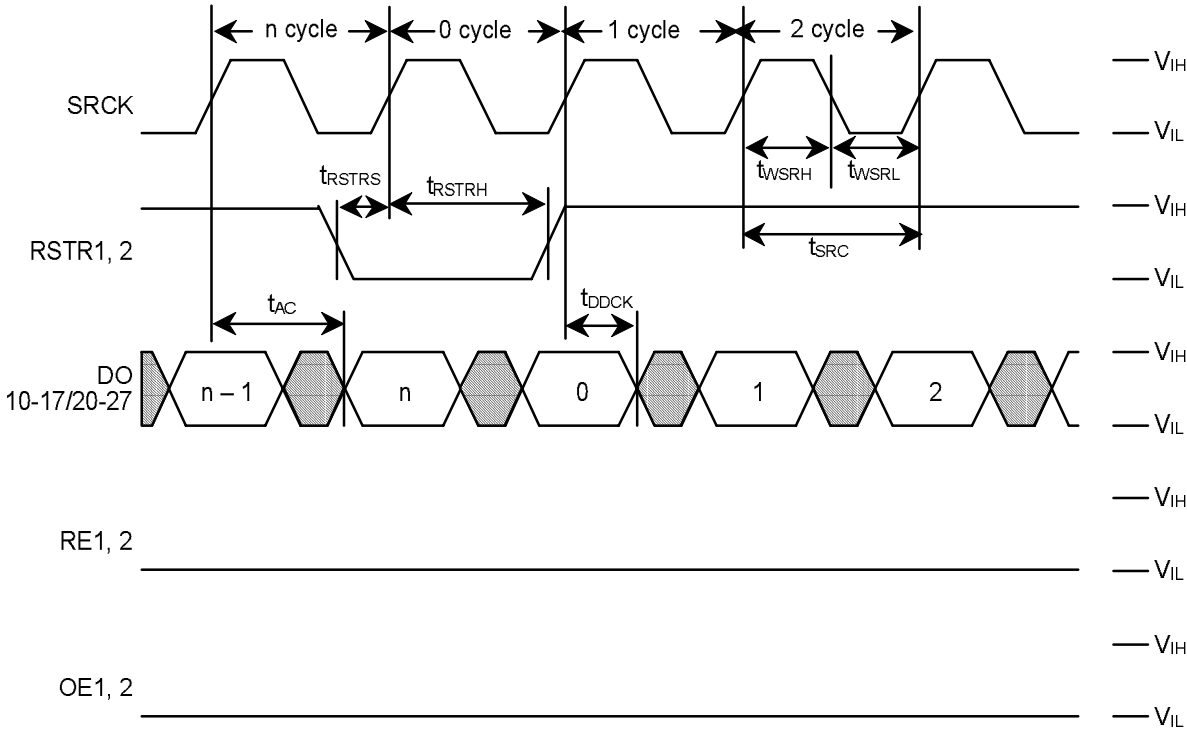 n cycle 0 cycle 1 cycle 2 cycle
VIH
SRCK
VIL
tWSRH tWSRL
tRSTRS tRSTRH
VIH
RSTR1, 2
tSRC
VIL
tAC tDDCK
VIH
DO
10-17/20-27
n – 1 n 0 1 2
VIL
VIH
RE1, 2
VIL
VIH
OE1, 2
VIL